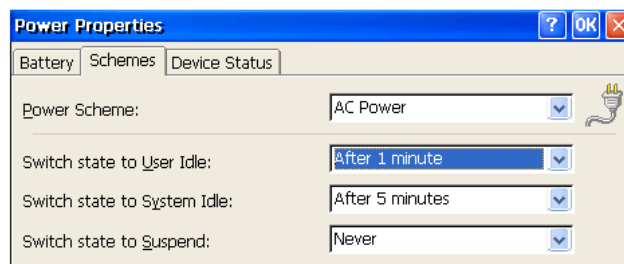 Power Properties ? OK X
Battery Schemes Device Status
Power Scheme: AC Power
Switch state to User Idle: After 1 minute
Switch state to System Idle: After 5 minutes
Switch state to Suspend: Never